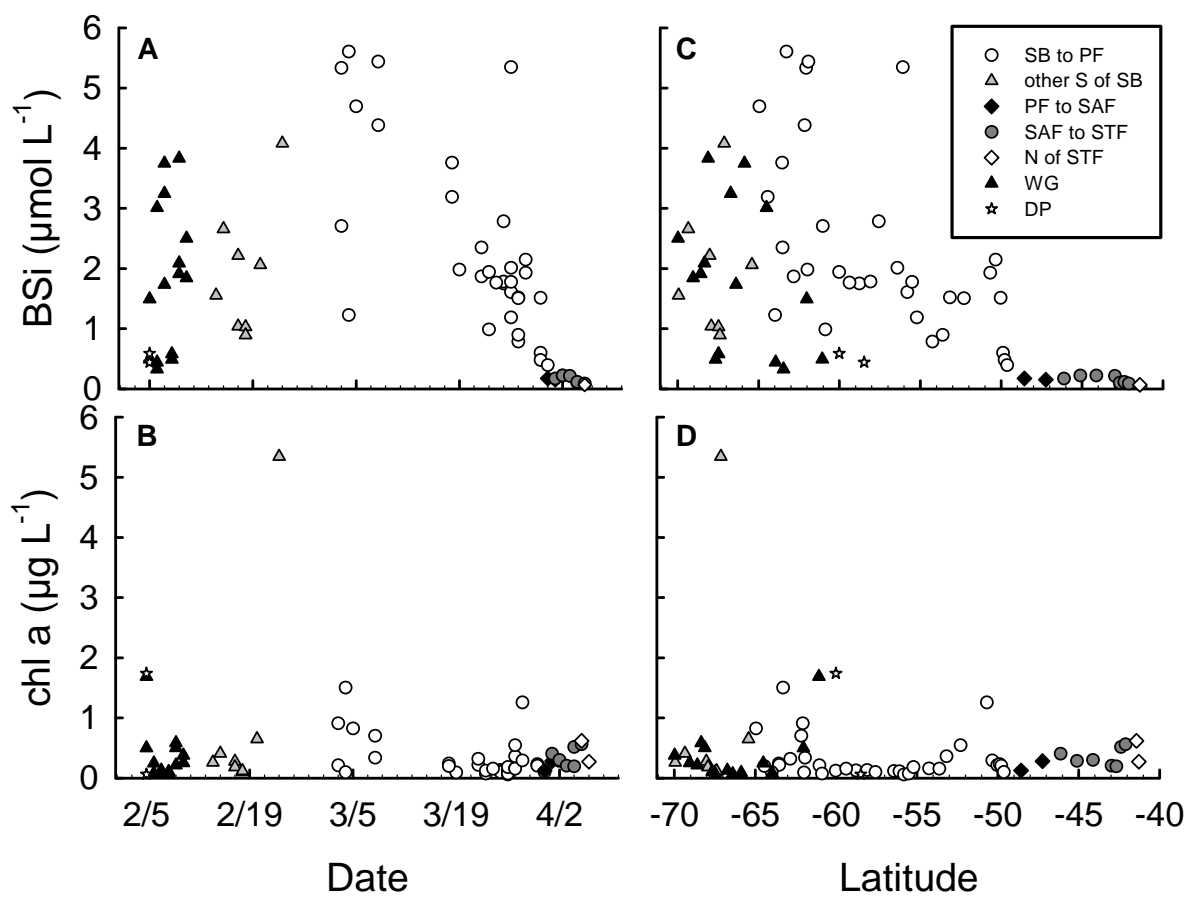 A
BSi (µmol L⁻¹)
6
5
4
3
2
1
0
C
SB to PF
other S of SB
PF to SAF
SAF to STF
N of STF
WG
DP
B
chl a (µg L⁻¹)
6
5
4
3
2
1
0
2/5 2/19 3/5 3/19 4/2
Date
D
-70 -65 -60 -55 -50 -45 -40
Latitude